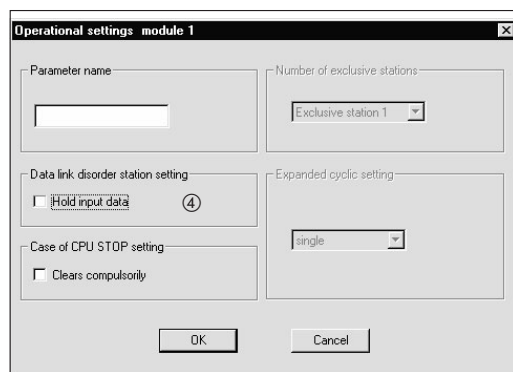 Operational settings module 1
Parameter name
Number of exclusive stations
Exclusive station 1
Data link disorder station setting
Hold input data
④
Expanded cyclic setting
single
Case of CPU STOP setting
Clears compulsorily
OK
Cancel